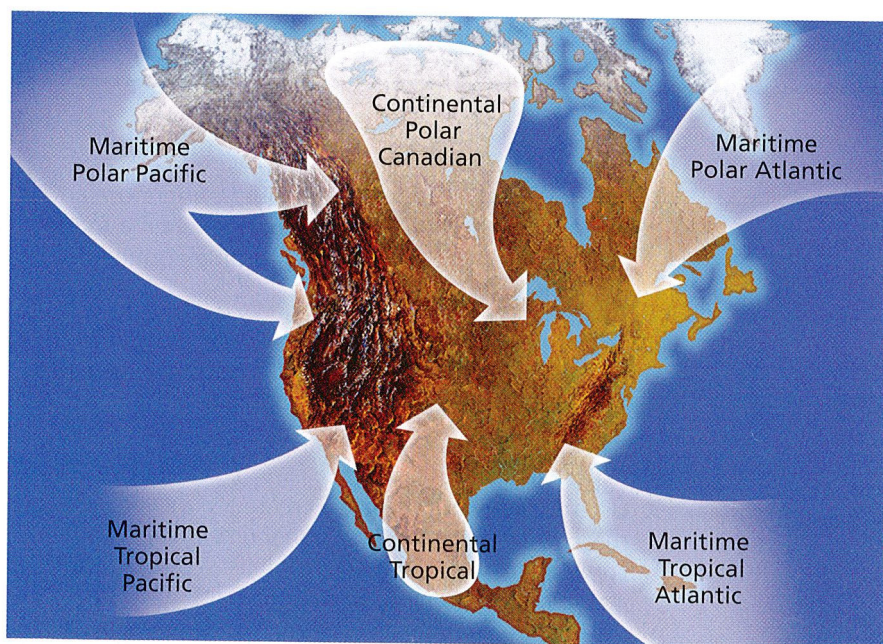 Continental
Polar
Canadian
Maritime
Polar Pacific
Maritime
Polar Atlantic
Maritime
Tropical
Pacific
Continental
Tropical
Maritime
Tropical
Atlantic